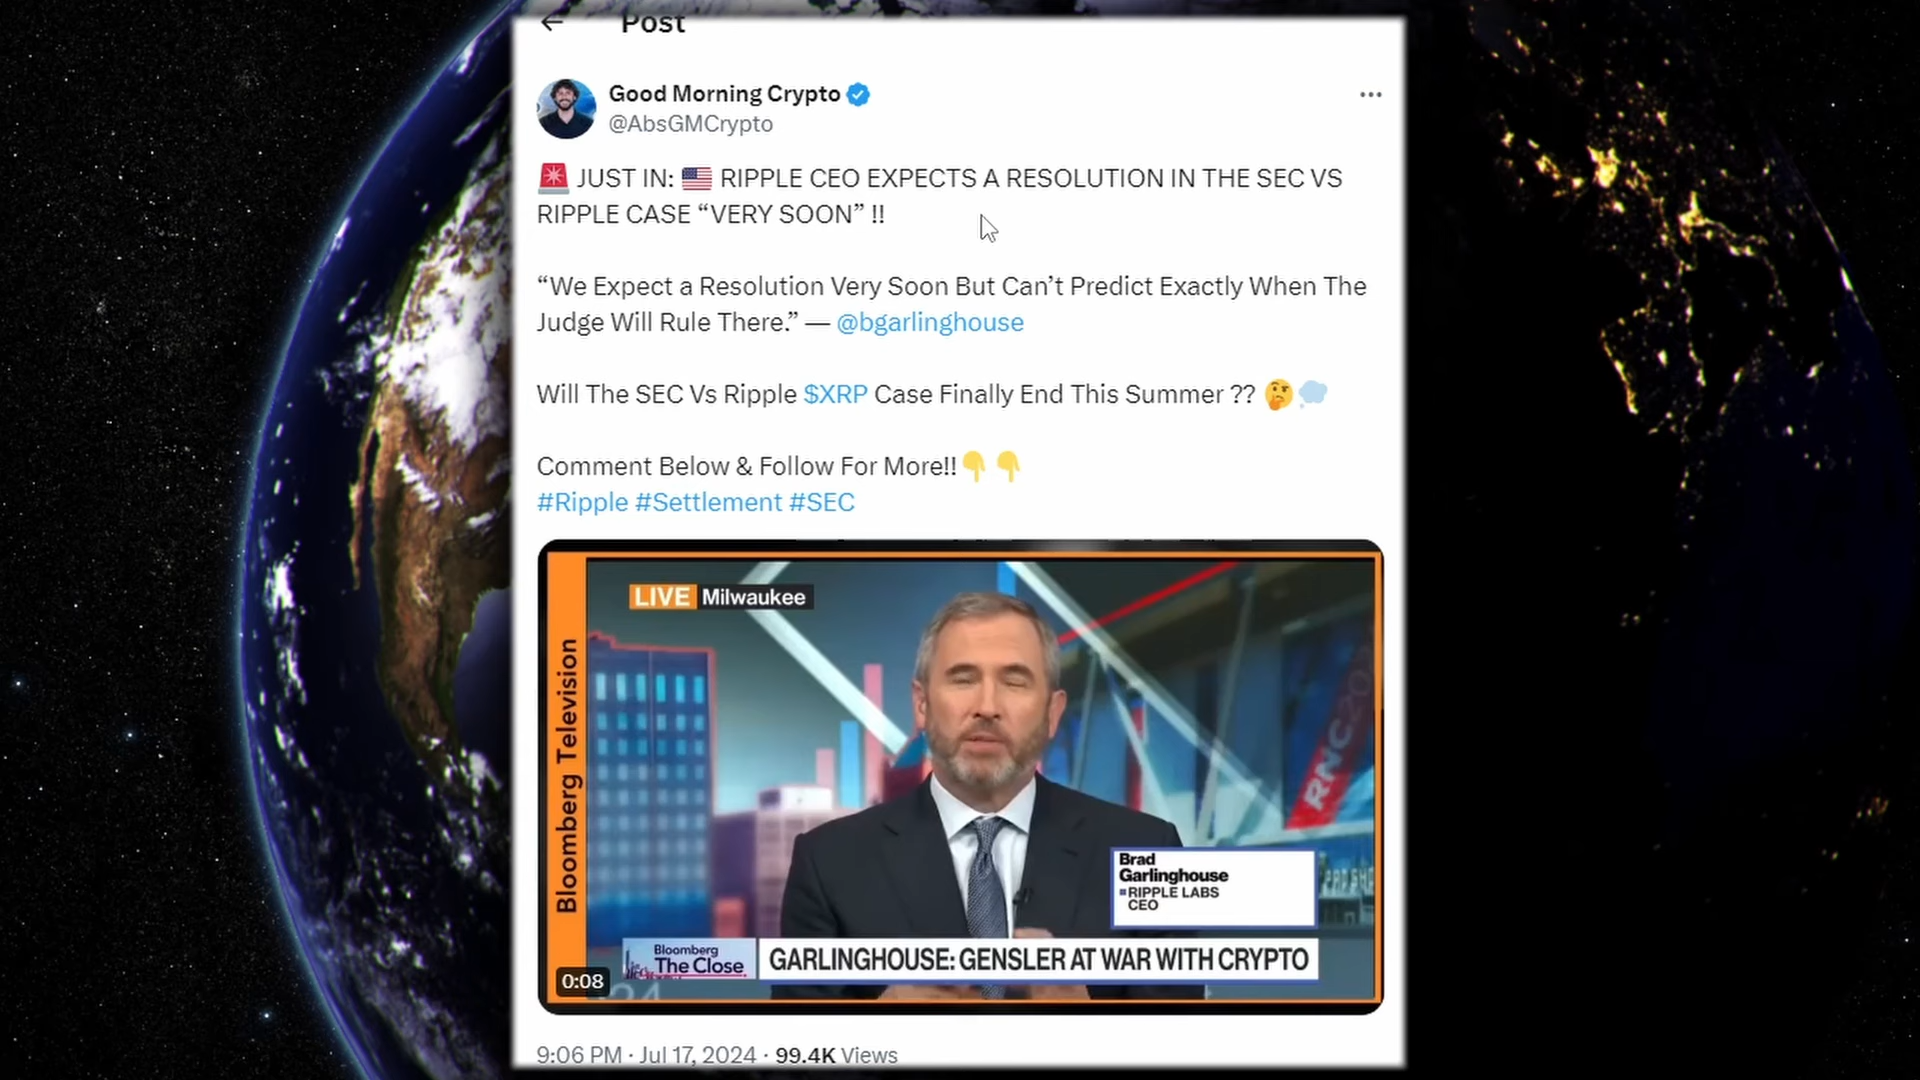 Post
Good Morning Crypto
@AbsGMCrypto
🚨 JUST IN: 🇺🇸 RIPPLE CEO EXPECTS A RESOLUTION IN THE SEC VS
RIPPLE CASE “VERY SOON” !!
“We Expect a Resolution Very Soon But Can’t Predict Exactly When The
Judge Will Rule There.” — @bgarlinghouse
Will The SEC Vs Ripple $XRP Case Finally End This Summer ?? 🤔💭
Comment Below & Follow For More!!👇👇
#Ripple #Settlement #SEC
LIVE Milwaukee
Bloomberg Television
RNC
Brad
Garlinghouse
RIPPLE LABS
CEO
Bloomberg
The Close
GARLINGHOUSE: GENSLER AT WAR WITH CRYPTO
0:08
9:06 PM · Jul 17, 2024 · 99.4K Views